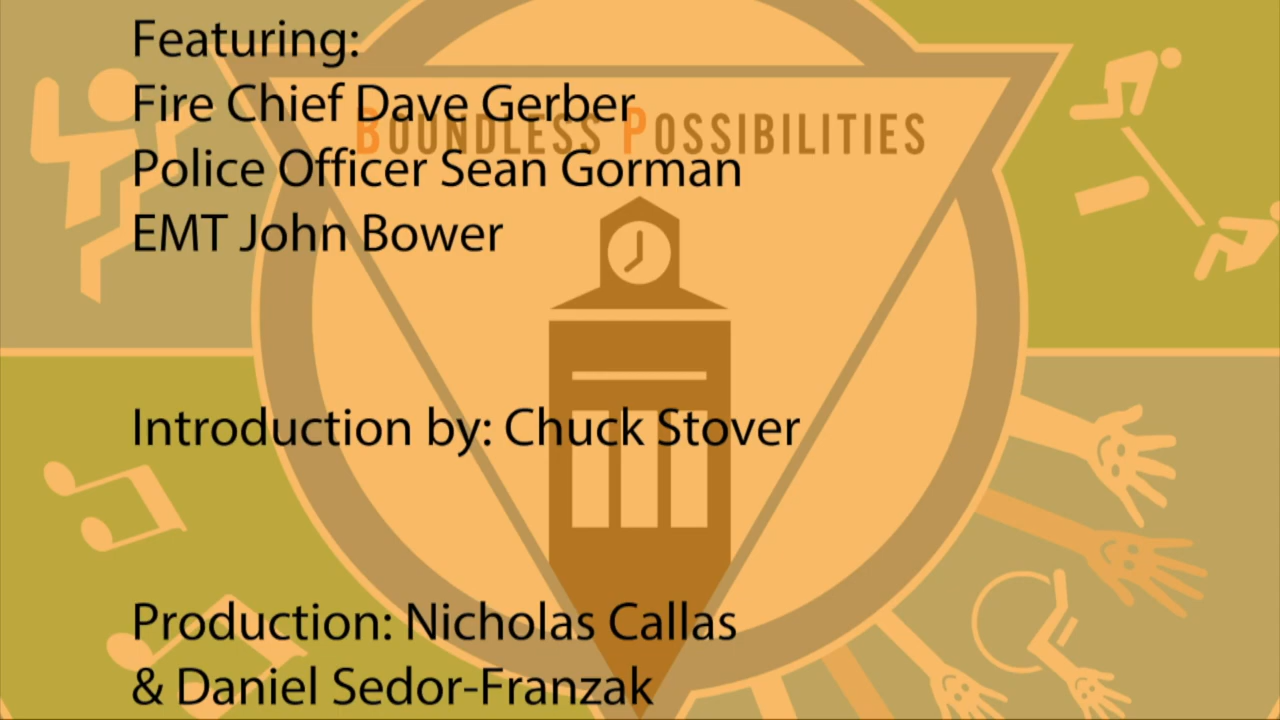 Featuring:
Fire Chief Dave Gerber
BOUNDLESS POSSIBILITIES
Police Officer Sean Gorman
EMT John Bower
Introduction by: Chuck Stover
Production: Nicholas Callas
& Daniel Sedor-Franzak